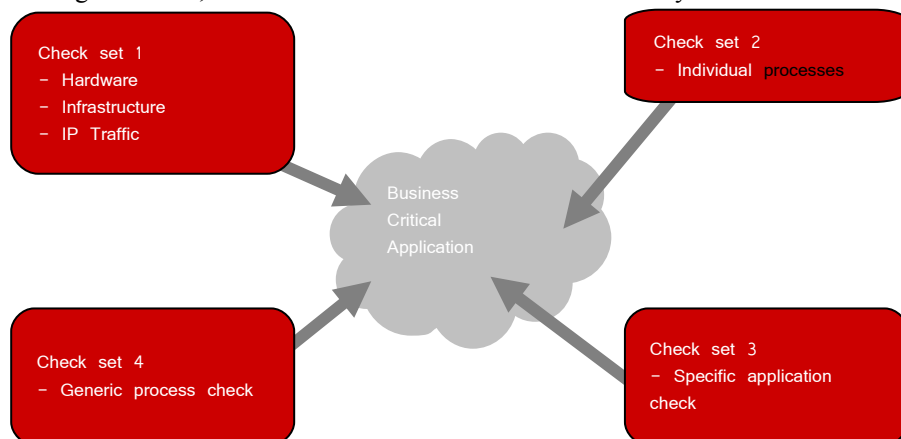 Check set 1
- Hardware
- Infrastructure
- IP Traffic
Check set 2
- Individual processes
Business
Critical
Application
Check set 4
- Generic process check
Check set 3
- Specific application
check